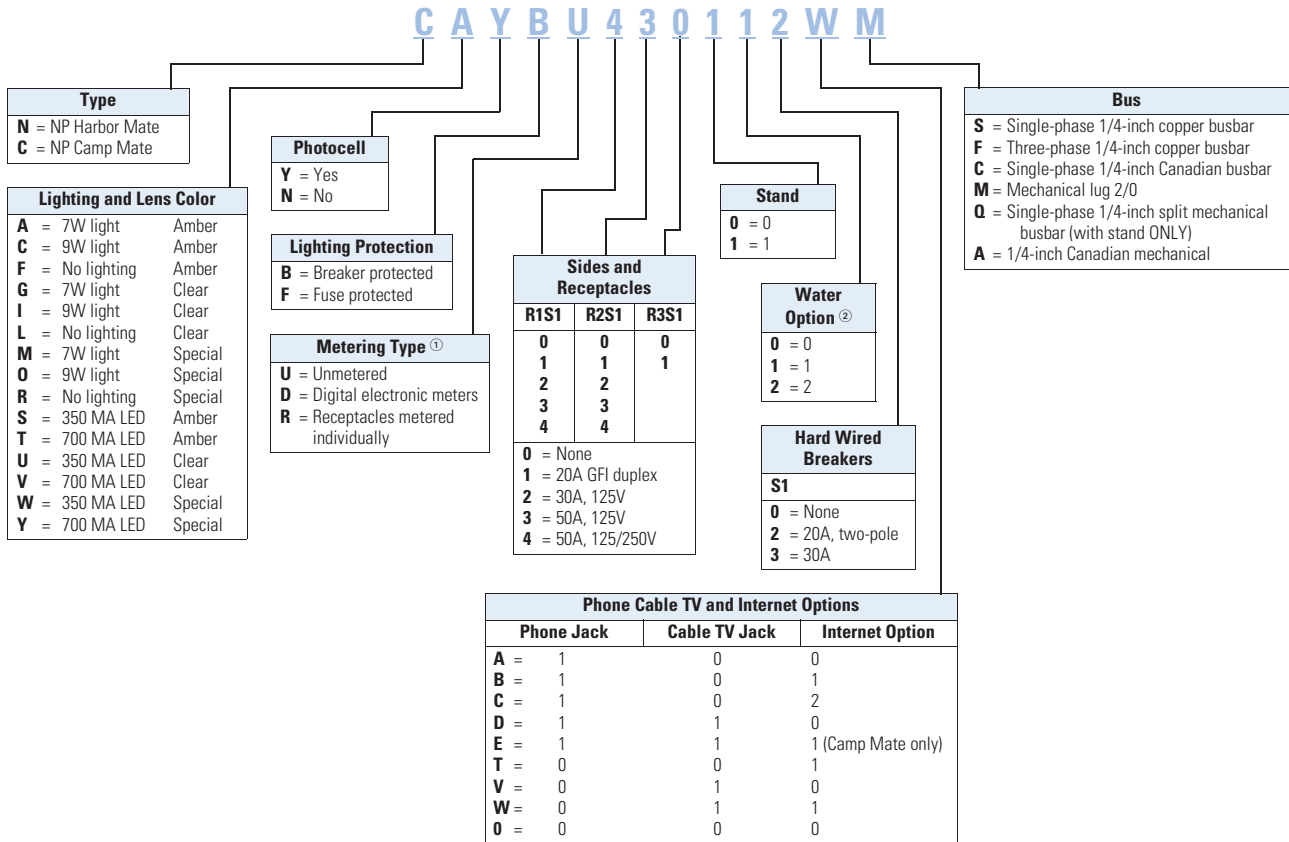 C A Y B U 4 3 0 1 1 2 W M
Type
N = NP Harbor Mate
C = NP Camp Mate
Lighting and Lens Color
A = 7W light Amber
C = 9W light Amber
F = No lighting Amber
G = 7W light Clear
I = 9W light Clear
L = No lighting Clear
M = 7W light Special
O = 9W light Special
R = No lighting Special
S = 350 MA LED Amber
T = 700 MA LED Amber
U = 350 MA LED Clear
V = 700 MA LED Clear
W = 350 MA LED Special
Y = 700 MA LED Special
Photocell
Y = Yes
N = No
Lighting Protection
B = Breaker protected
F = Fuse protected
Metering Type ①
U = Unmetered
D = Digital electronic meters
R = Receptacles metered
individually
Sides and
Receptacles
R1S1 R2S1 R3S1
0 0 0
1 1 1
2 2
3 3
4 4
0 = None
1 = 20A GFI duplex
2 = 30A, 125V
3 = 50A, 125V
4 = 50A, 125/250V
Stand
0 = 0
1 = 1
Water
Option ②
0 = 0
1 = 1
2 = 2
Hard Wired
Breakers
S1
0 = None
2 = 20A, two-pole
3 = 30A
Bus
S = Single-phase 1/4-inch copper busbar
F = Three-phase 1/4-inch copper busbar
C = Single-phase 1/4-inch Canadian busbar
M = Mechanical lug 2/0
Q = Single-phase 1/4-inch split mechanical
busbar (with stand ONLY)
A = 1/4-inch Canadian mechanical
Phone Cable TV and Internet Options
Phone Jack Cable TV Jack Internet Option
A = 1 0 0
B = 1 0 1
C = 1 0 2
D = 1 1 0
E = 1 1 1 (Camp Mate only)
T = 0 0 1
V = 0 1 0
W = 0 1 1
0 = 0 0 0